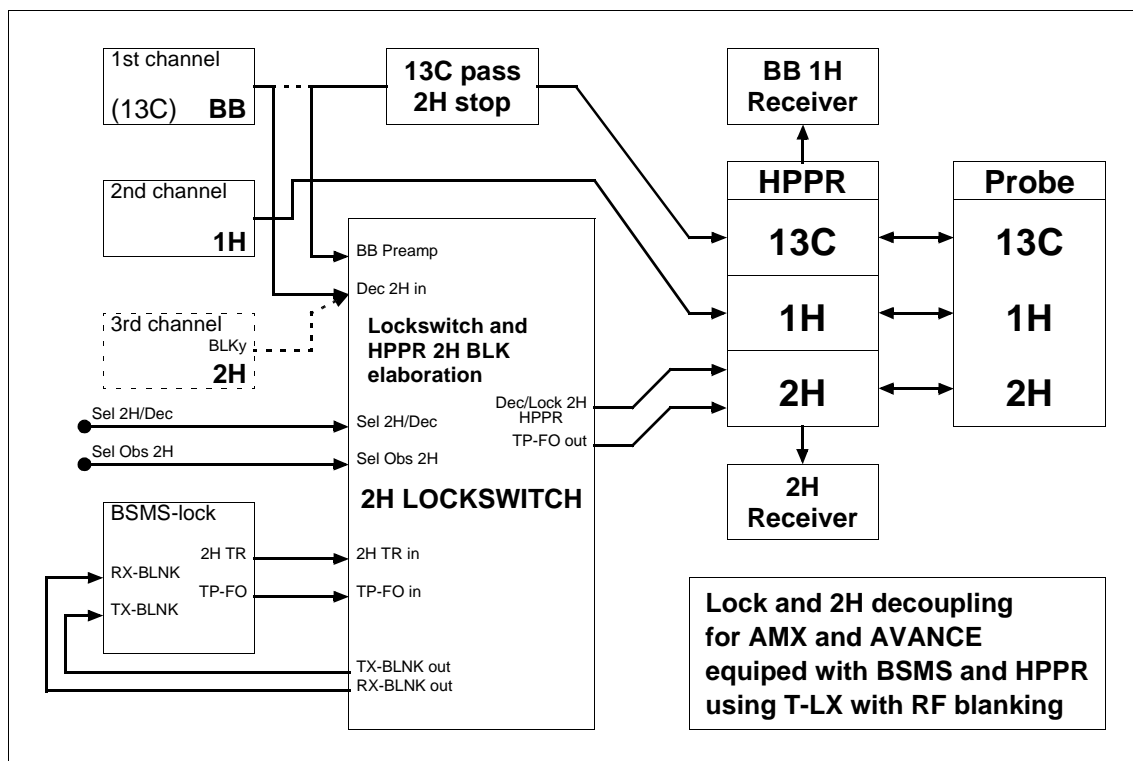 1st channel
(13C) BB
13C pass
2H stop
BB 1H
Receiver
2nd channel
1H
HPPR
13C
1H
2H
Probe
13C
1H
2H
3rd channel
BLKy
2H
BB Preamp
Dec 2H in
Lockswitch and
HPPR 2H BLK
elaboration
Dec/Lock 2H
HPPR
TP-FO out
Sel 2H/Dec
Sel 2H/Dec
Sel Obs 2H
Sel Obs 2H
2H LOCKSWITCH
2H
Receiver
BSMS-lock
2H TR
RX-BLNK
TP-FO
TX-BLNK
2H TR in
TP-FO in
TX-BLNK out
RX-BLNK out
Lock and 2H decoupling
for AMX and AVANCE
equiped with BSMS and HPPR
using T-LX with RF blanking